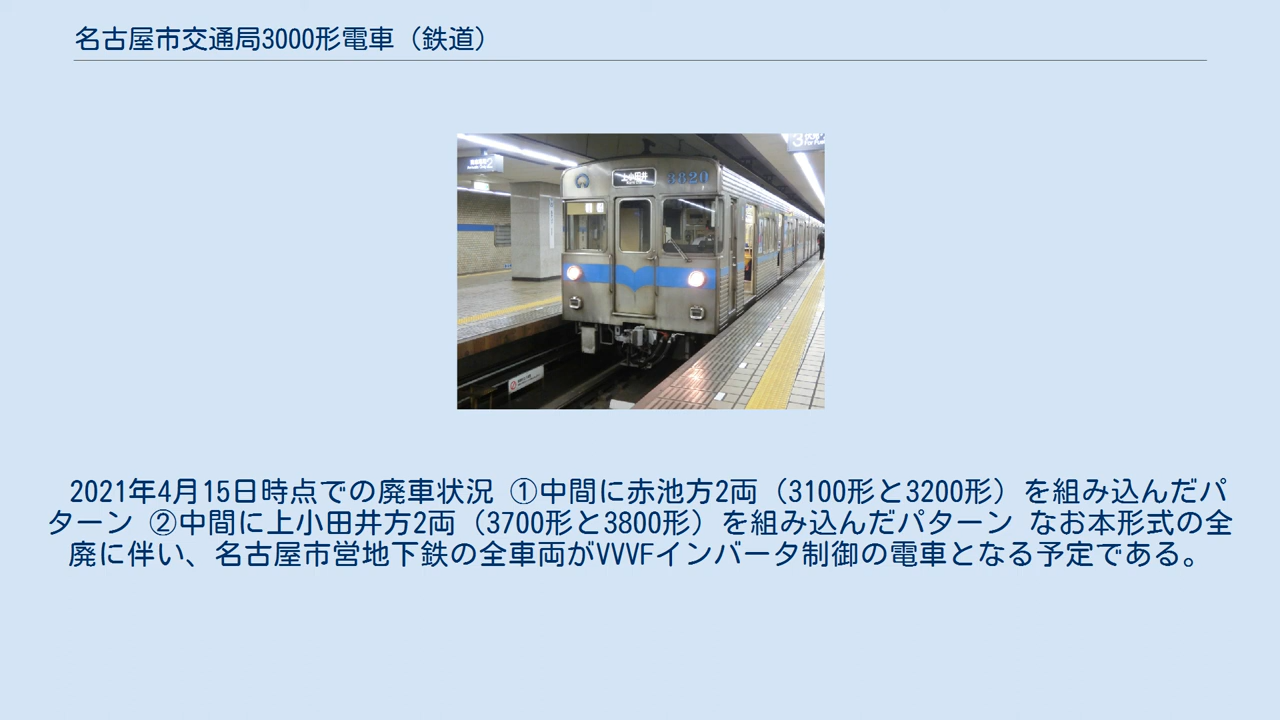 名古屋市交通局3000形電車（鉄道）
上小田井
3820
2021年4月15日時点での廃車状況 ①中間に赤池方2両（3100形と3200形）を組み込んだパ
ターン ②中間に上小田井方2両（3700形と3800形）を組み込んだパターン なお本形式の全
廃に伴い、名古屋市営地下鉄の全車両がVVVFインバータ制御の電車となる予定である。